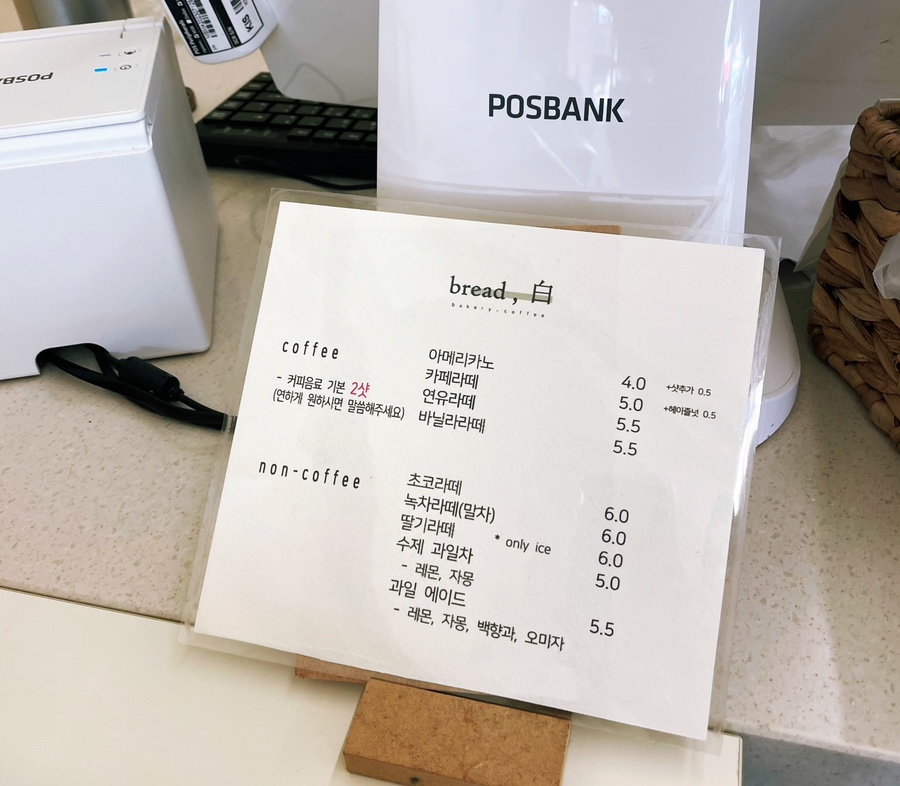 POSBANK
KIS
bread, 白
bakery.coffee
coffee
- 커피음료 기본 2샷
(연하게 원하시면 말씀해주세요)
아메리카노 4.0 +샷추가 0.5
카페라떼 5.0 +헤이즐넛 0.5
연유라떼 5.5
바닐라라떼 5.5
non-coffee
초코라떼 6.0
녹차라떼(말차) 6.0
딸기라떼 * only ice 6.0
수제 과일차 5.0
- 레몬, 자몽
과일 에이드 5.5
- 레몬, 자몽, 백향과, 오미자